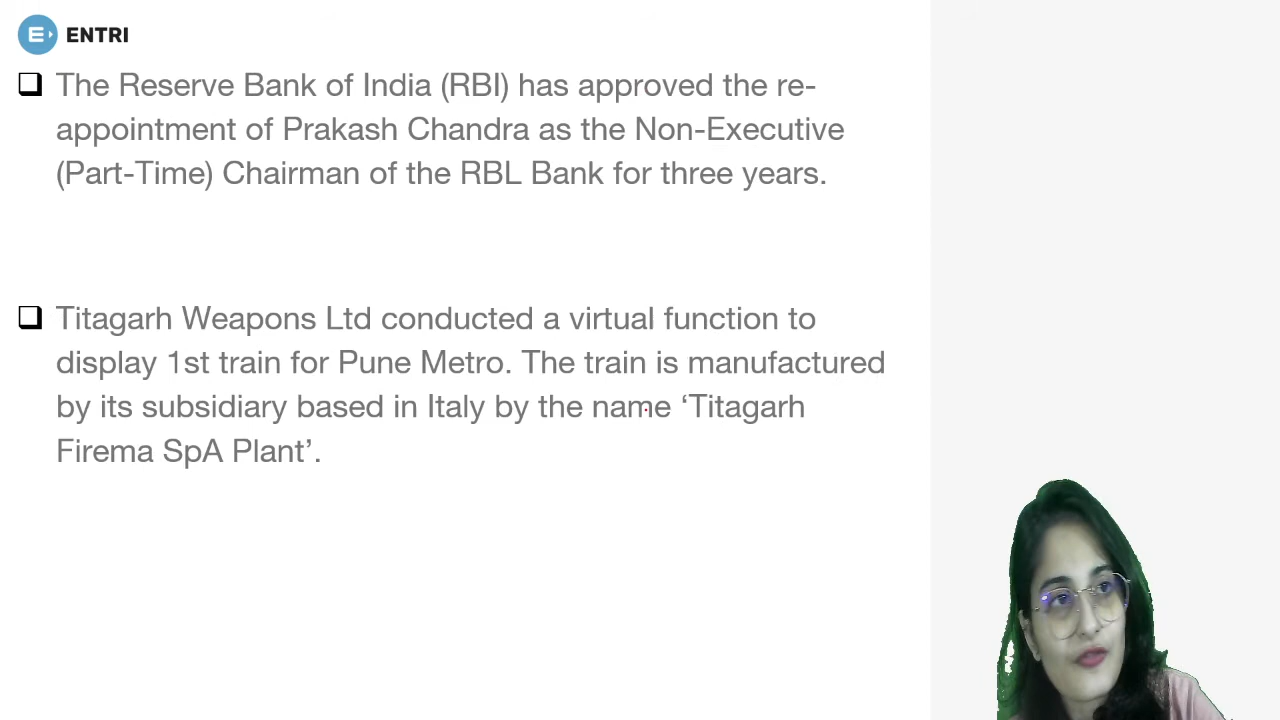 ENTRI
The Reserve Bank of India (RBI) has approved the re-
appointment of Prakash Chandra as the Non-Executive
(Part-Time) Chairman of the RBL Bank for three years.
Titagarh Weapons Ltd conducted a virtual function to
display 1st train for Pune Metro. The train is manufactured
by its subsidiary based in Italy by the name ‘Titagarh
Firema SpA Plant’.